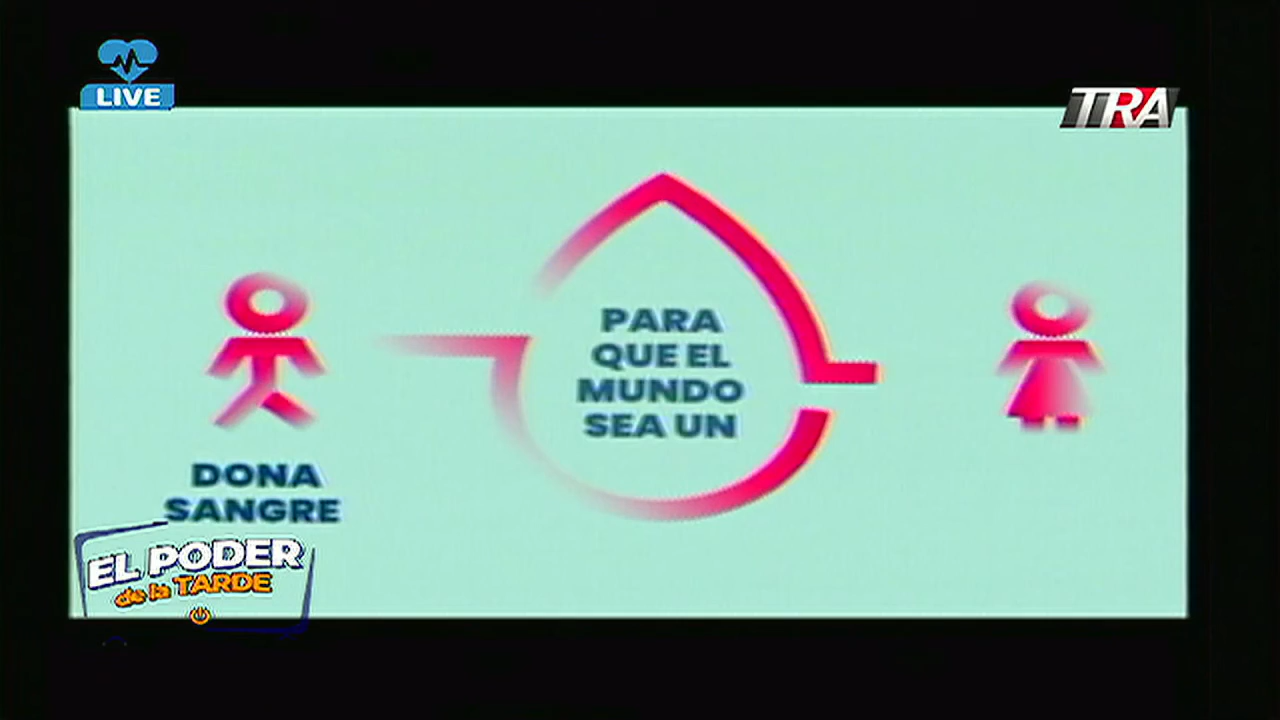 LIVE
TRA
PARA
QUE EL
MUNDO
SEA UN
DONA
SANGRE
EL PODER
de la TARDE